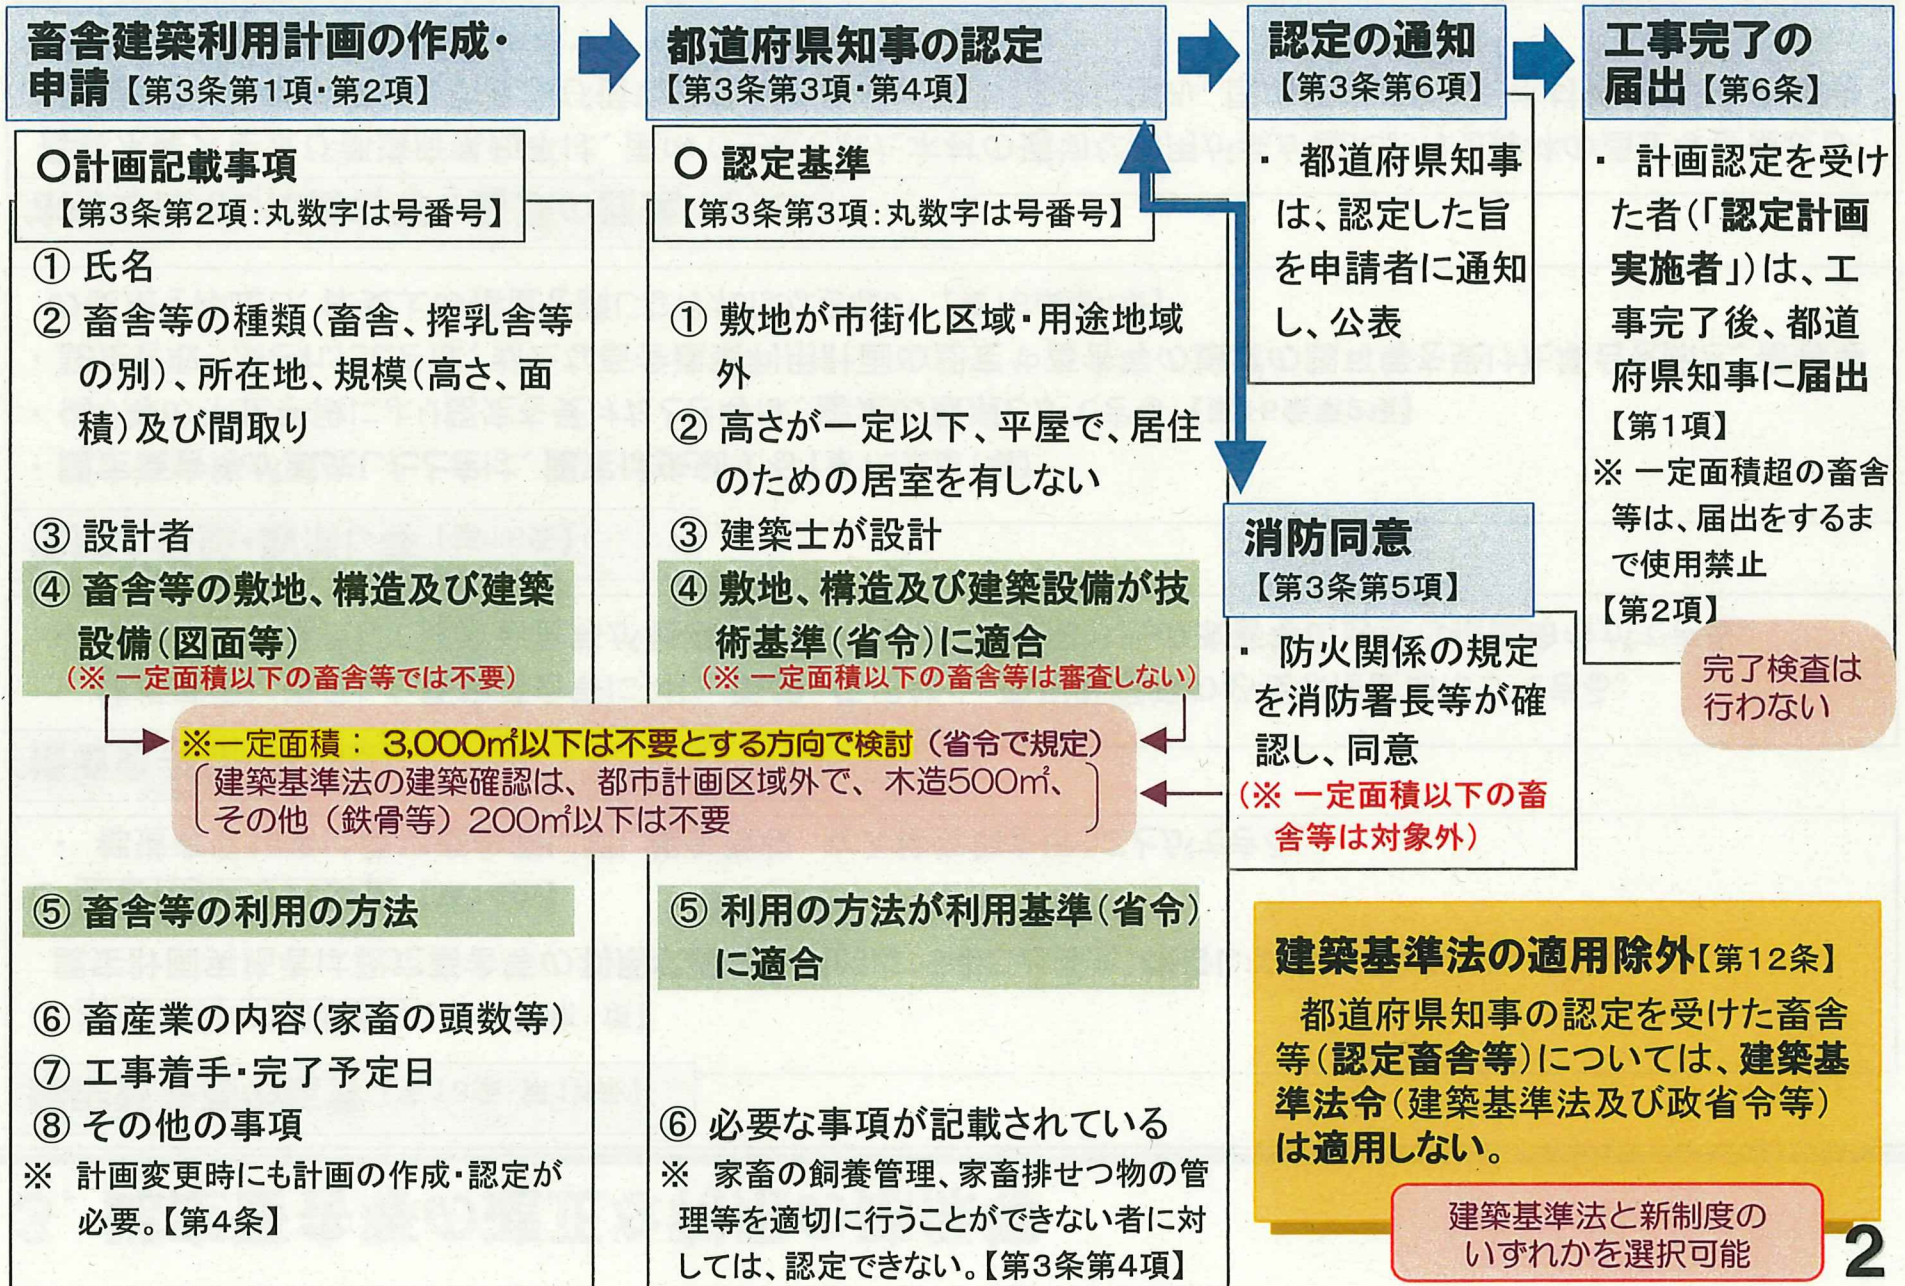 畜舎建築利用計画の作成・
申請【第3条第1項・第2項】
〇計画記載事項
【第3条第2項:丸数字は号番号】
① 氏名
② 畜舎等の種類(畜舎、搾乳舎等
の別)、所在地、規模(高さ、面
積)及び間取り
③ 設計者
④ 畜舎等の敷地、構造及び建築
設備(図面等)
(※ 一定面積以下の畜舎等では不要)
※一定面積: 3,000㎡以下は不要とする方向で検討(省令で規定)
建築基準法の建築確認は、都市計画区域外で、木造500㎡、
その他(鉄骨等)200㎡以下は不要
⑤ 畜舎等の利用の方法
⑥ 畜産業の内容(家畜の頭数等)
⑦ 工事着手・完了予定日
⑧ その他の事項
※ 計画変更時にも計画の作成・認定が
必要。【第4条】
都道府県知事の認定
【第3条第3項・第4項】
〇 認定基準
【第3条第3項:丸数字は号番号】
① 敷地が市街化区域・用途地域
外
② 高さが一定以下、平屋で、居住
のための居室を有しない
③ 建築士が設計
④ 敷地、構造及び建築設備が技
術基準(省令)に適合
(※ 一定面積以下の畜舎等は審査しない)
⑤ 利用の方法が利用基準(省令)
に適合
⑥ 必要な事項が記載されている
※ 家畜の飼養管理、家畜排せつ物の管
理等を適切に行うことができない者に対
しては、認定できない。【第3条第4項】
認定の通知
【第3条第6項】
・ 都道府県知事
は、認定した旨
を申請者に通知
し、公表
消防同意
【第3条第5項】
・ 防火関係の規定
を消防署長等が確
認し、同意
(※ 一定面積以下の畜
舎等は対象外)
工事完了の
届出【第6条】
・ 計画認定を受け
た者(「認定計画
実施者」)は、工
事完了後、都道
府県知事に届出
【第1項】
※ 一定面積超の畜舎
等は、届出をするま
で使用禁止
【第2項】
完了検査は
行わない
建築基準法の適用除外【第12条】
都道府県知事の認定を受けた畜舎
等(認定畜舎等)については、建築基
準法令(建築基準法及び政省令等)
は適用しない。
建築基準法と新制度の
いずれかを選択可能
2